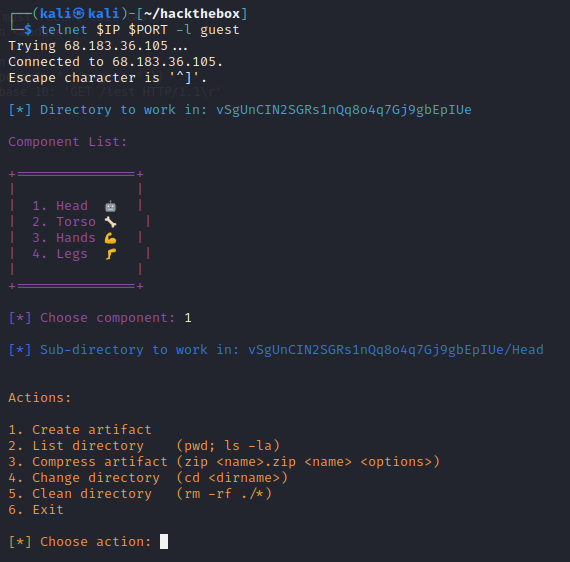 (kali㉿kali)-[~/hackthebox]
$ telnet $IP $PORT -l guest
Trying 68.183.36.105...
Connected to 68.183.36.105.
Escape character is '^]'.
[*] Directory to work in: vSgUnCIN2SGRs1nQq8o4q7Gj9gbEpIUe
Component List:
+===============+
| |
| 1. Head 🤖 |
| 2. Torso 🦴 |
| 3. Hands 💪 |
| 4. Legs 🦵 |
| |
+===============+
[*] Choose component: 1
[*] Sub-directory to work in: vSgUnCIN2SGRs1nQq8o4q7Gj9gbEpIUe/Head
Actions:
1. Create artifact
2. List directory (pwd; ls -la)
3. Compress artifact (zip <name>.zip <name> <options>)
4. Change directory (cd <dirname>)
5. Clean directory (rm -rf ./*)
6. Exit
[*] Choose action: